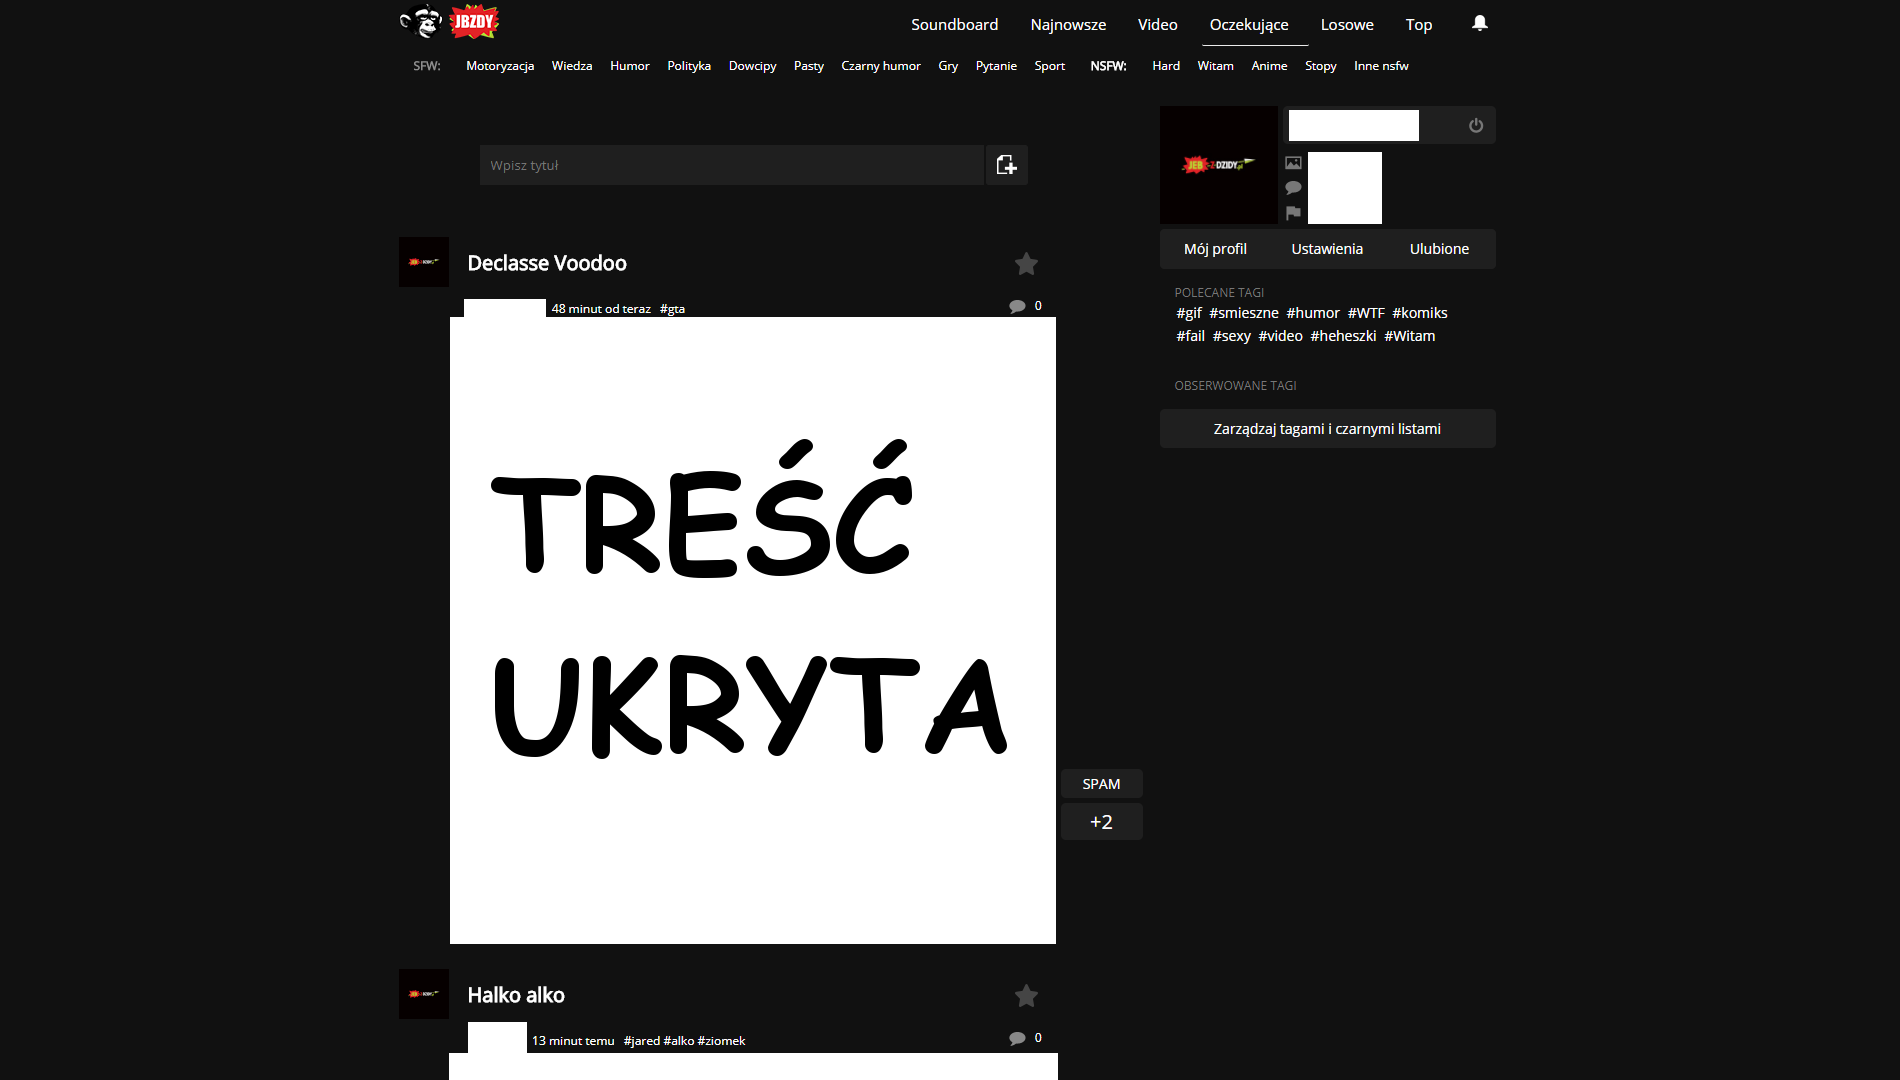 JBZDY
Soundboard Najnowsze Video Oczekujące Losowe Top
SFW: Motoryzacja Wiedza Humor Polityka Dowcipy Pasty Czarny humor Gry Pytanie Sport NSFW: Hard Witam Anime Stopy Inne nsfw
Wpisz tytuł
JEB-Z-DZIDY.pl
Mój profil Ustawienia Ulubione
Declasse Voodoo
48 minut od teraz #gta 0
POLECANE TAGI
#gif #smieszne #humor #WTF #komiks
#fail #sexy #video #heheszki #Witam
OBSERWOWANE TAGI
Zarządzaj tagami i czarnymi listami
TREŚĆ
UKRYTA
SPAM
+2
Halko alko
13 minut temu #jared #alko #ziomek 0